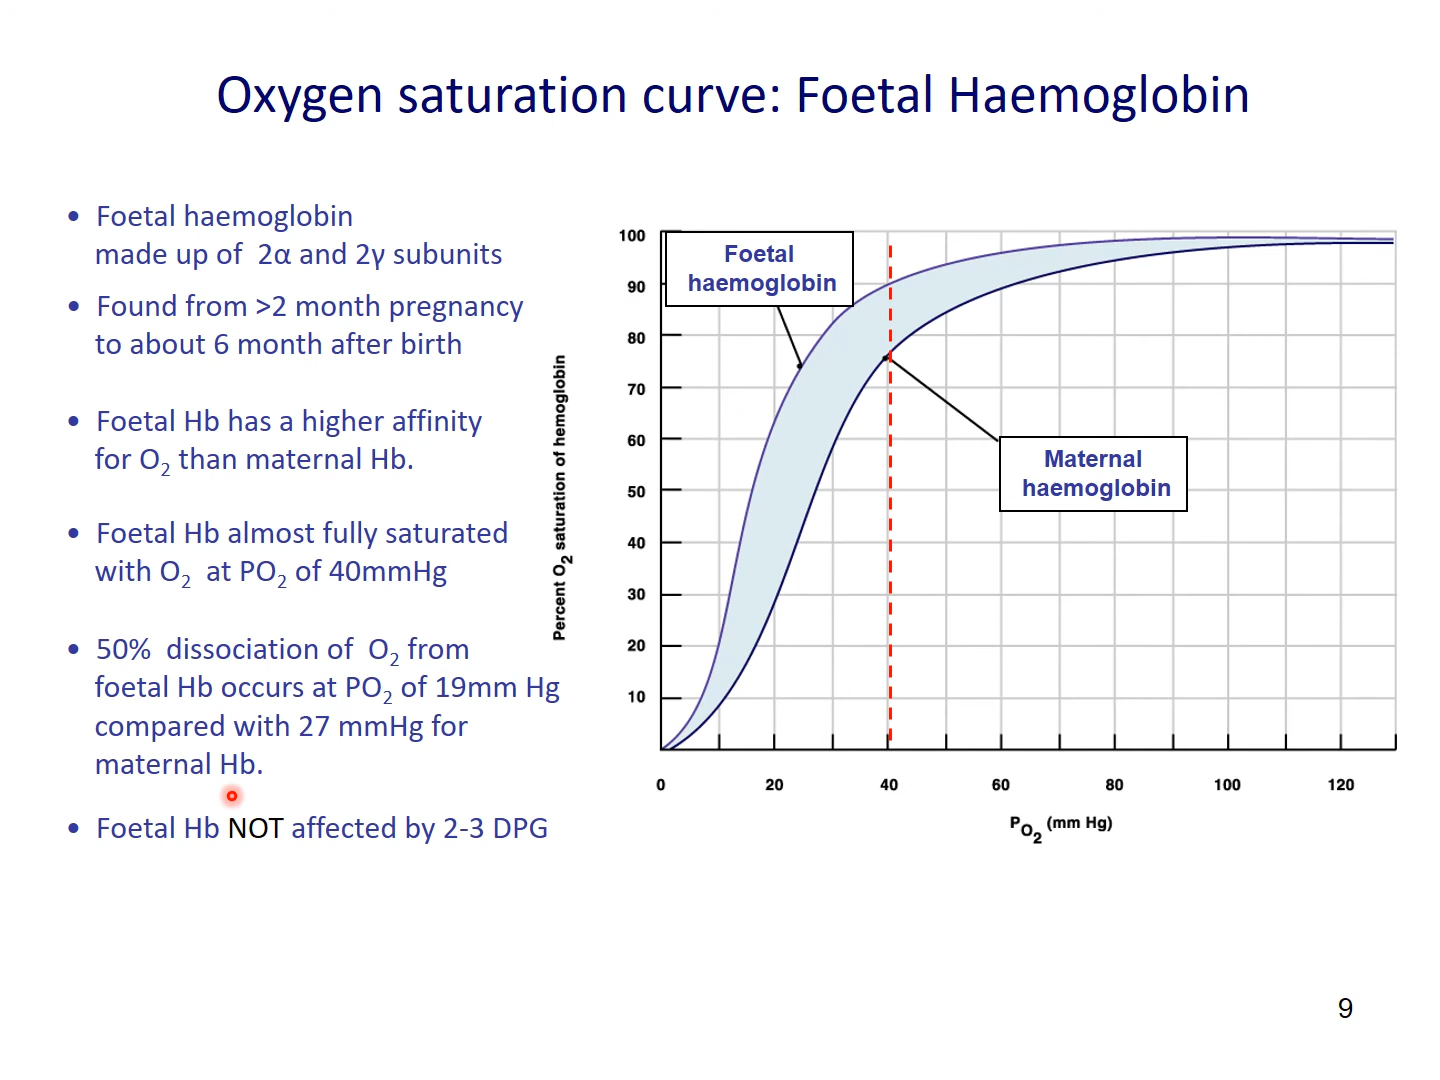 Oxygen saturation curve: Foetal Haemoglobin
• Foetal haemoglobin
made up of 2α and 2γ subunits
• Found from >2 month pregnancy
to about 6 month after birth
• Foetal Hb has a higher affinity
for O2 than maternal Hb.
• Foetal Hb almost fully saturated
with O2 at PO2 of 40mmHg
• 50% dissociation of O2 from
foetal Hb occurs at PO2 of 19mm Hg
compared with 27 mmHg for
maternal Hb.
• Foetal Hb NOT affected by 2-3 DPG
Percent O2 saturation of hemoglobin
100
90
80
70
60
50
40
30
20
10
Foetal
haemoglobin
Maternal
haemoglobin
0 20 40 60 80 100 120
PO2 (mm Hg)
9